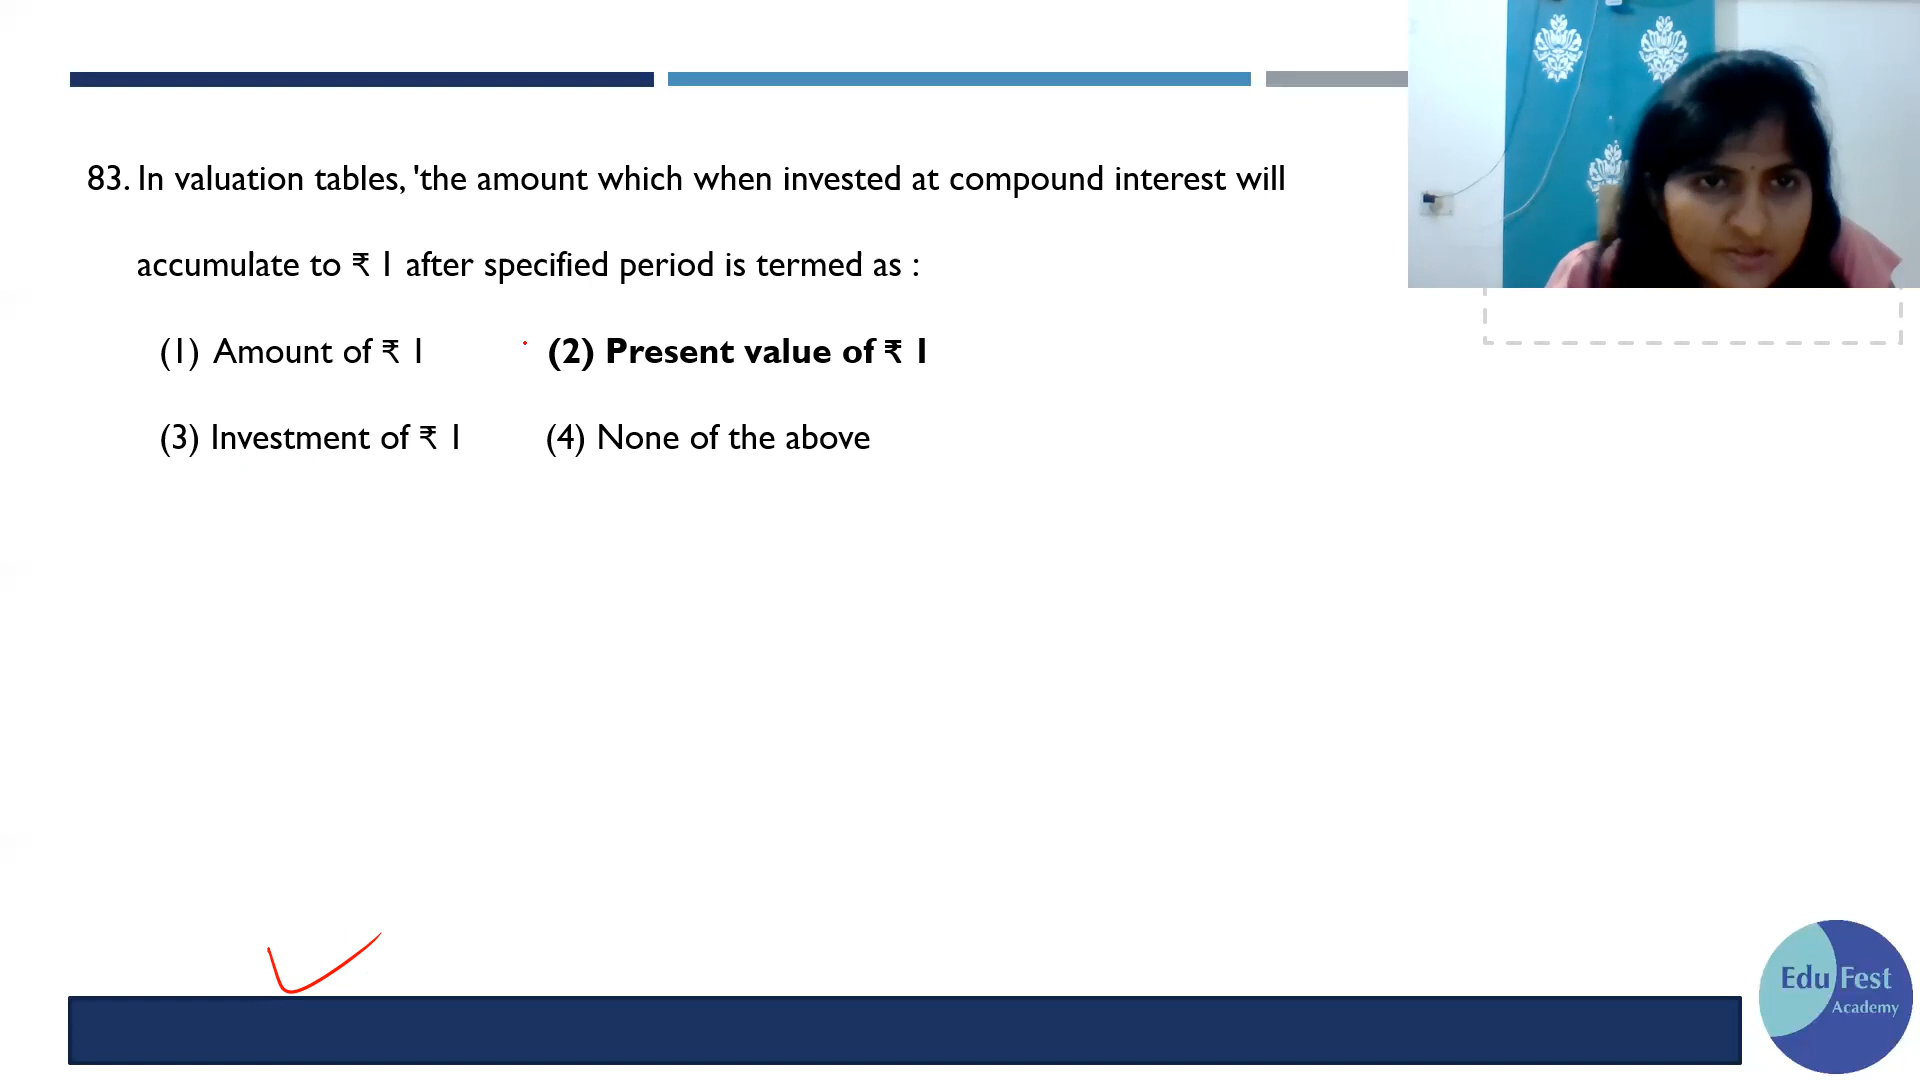 83. In valuation tables, 'the amount which when invested at compound interest will
accumulate to ₹ 1 after specified period is termed as :
(1) Amount of ₹ 1 (2) Present value of ₹ 1
(3) Investment of ₹ 1 (4) None of the above
Edu Fest
Academy